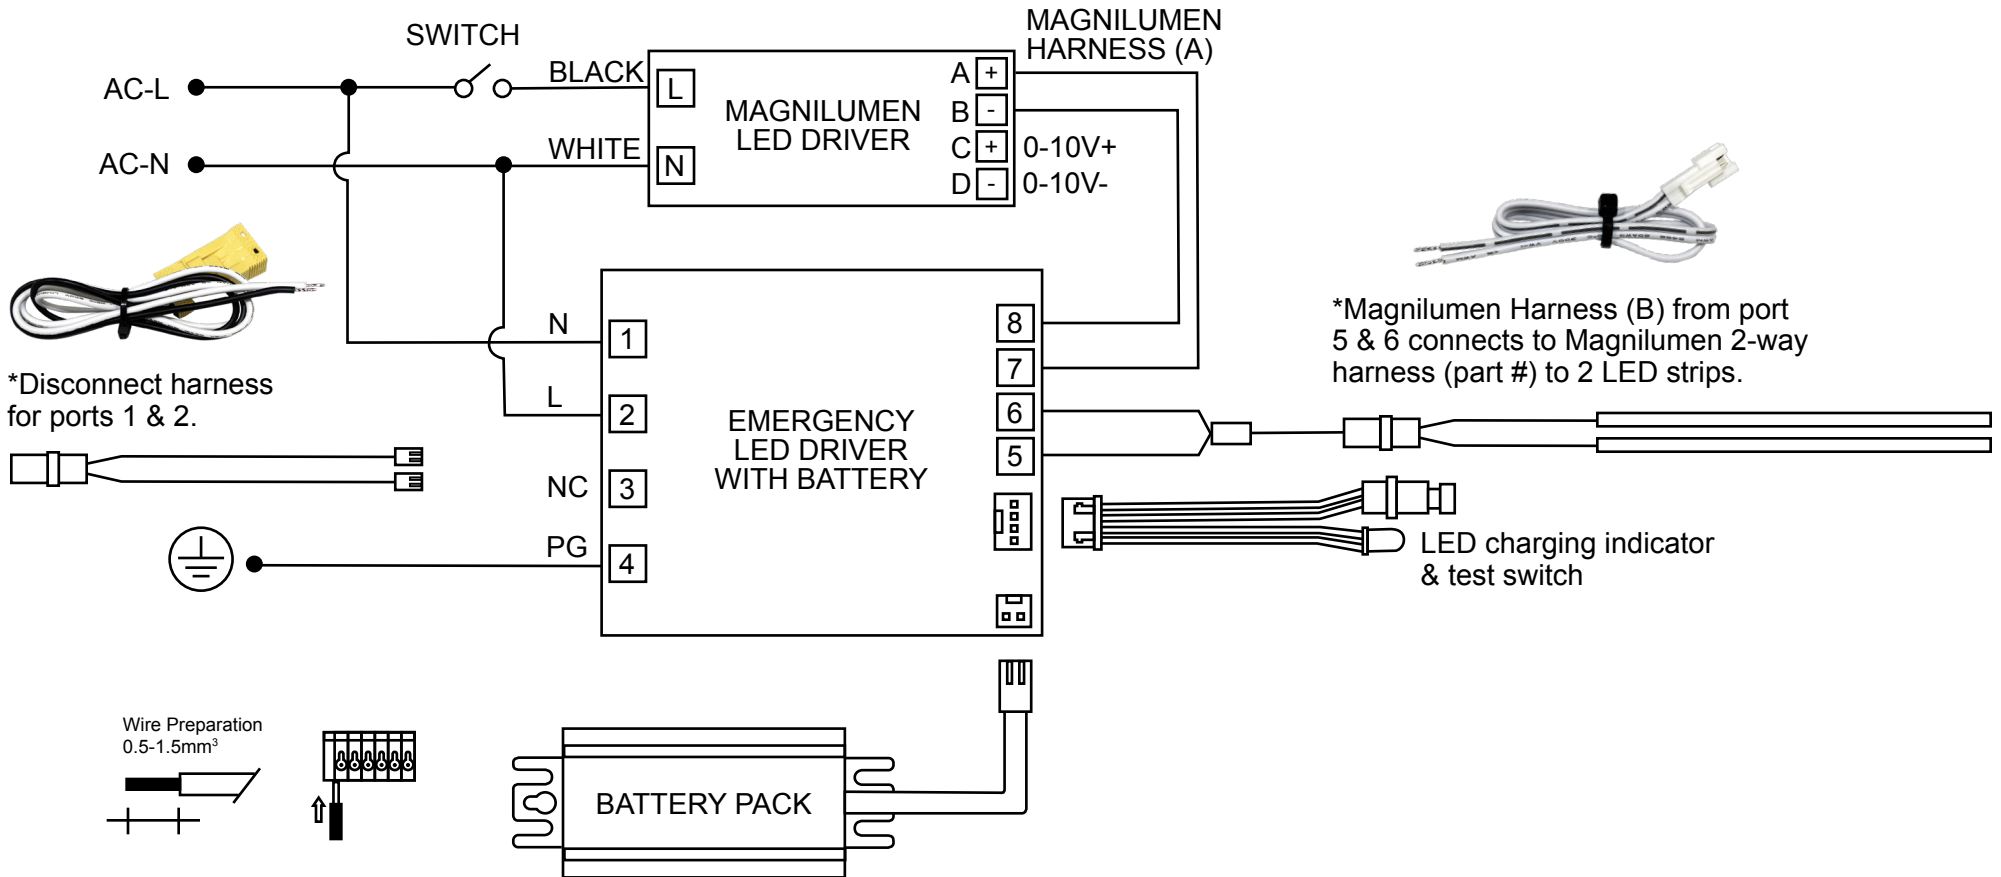 MAGNILUMEN
HARNESS (A)
SWITCH
AC-L
BLACK
L
MAGNILUMEN
LED DRIVER
A +
B -
C + 0-10V+
D - 0-10V-
AC-N
WHITE
N
N
1
L
2
NC
3
PG
4
EMERGENCY
LED DRIVER
WITH BATTERY
8
7
6
5
*Disconnect harness
for ports 1 & 2.
*Magnilumen Harness (B) from port
5 & 6 connects to Magnilumen 2-way
harness (part #) to 2 LED strips.
LED charging indicator
& test switch
Wire Preparation
0.5-1.5mm³
BATTERY PACK